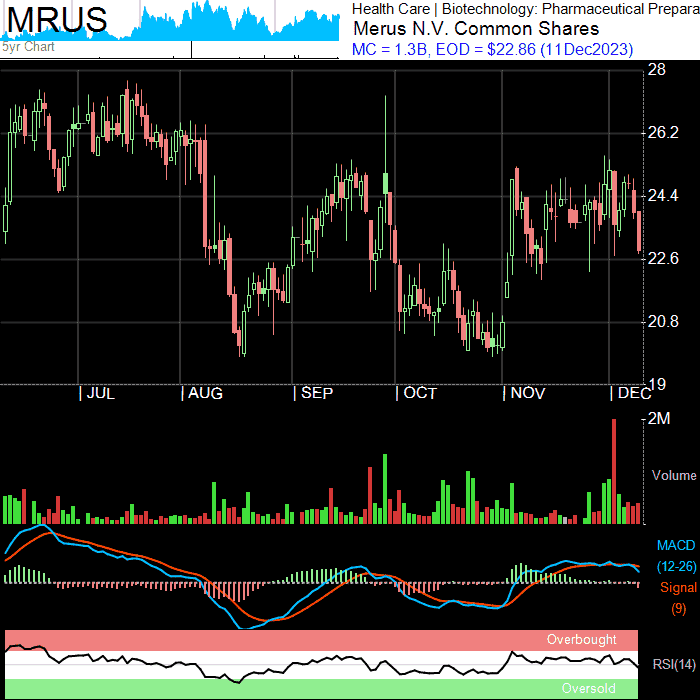 MRUS
5yr Chart
Health Care | Biotechnology: Pharmaceutical Prepara
Merus N.V. Common Shares
MC = 1.3B, EOD = $22.86 (11Dec2023)
28
26.2
24.4
22.6
20.8
19
JUL
AUG
SEP
OCT
NOV
DEC
2M
Volume
MACD
(12-26)
Signal
(9)
Overbought
RSI(14)
Oversold